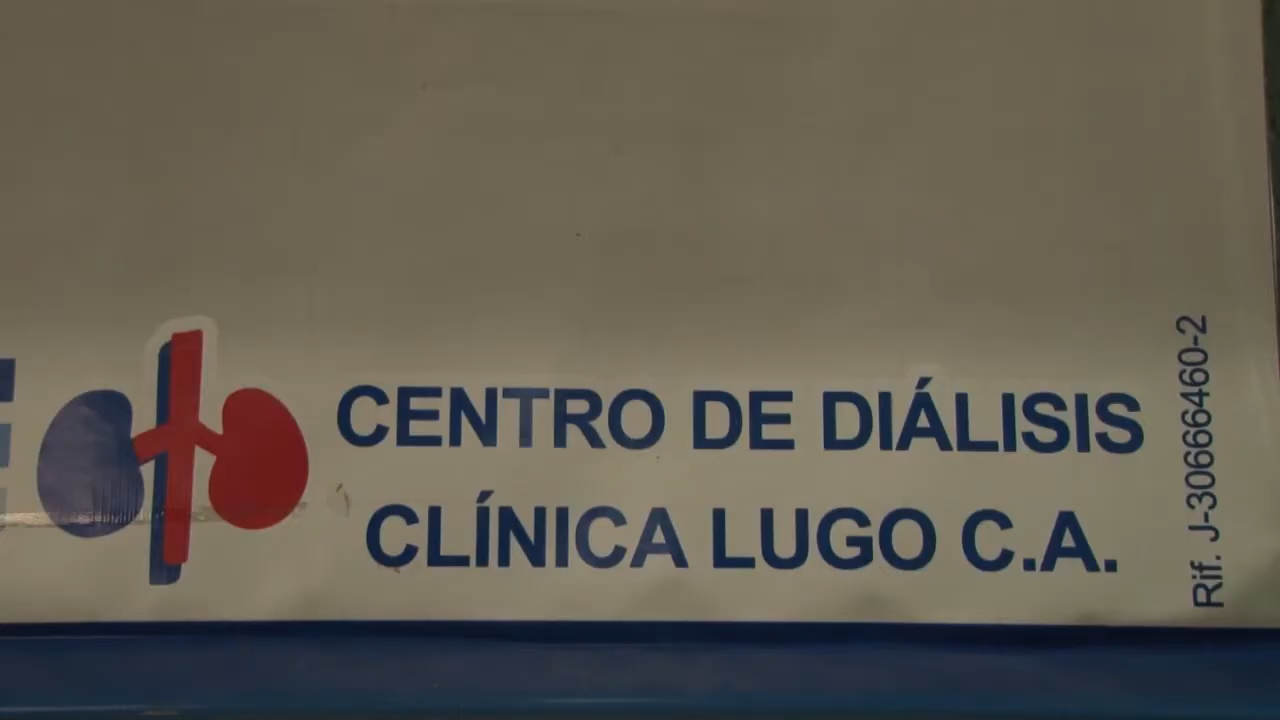 CENTRO DE DIÁLISIS
CLÍNICA LUGO C.A.
Rif. J-30666460-2